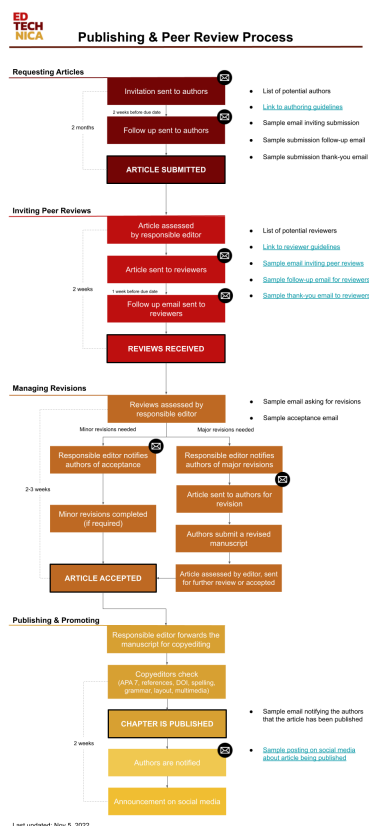 ED
TECH
NICA
Publishing & Peer Review Process
Requesting Articles
Invitation sent to authors
2 weeks before due date
2 months
Follow up sent to authors
ARTICLE SUBMITTED
● List of potential authors
● Link to authoring guidelines
● Sample email inviting submission
● Sample submission follow-up email
● Sample submission thank-you email
Inviting Peer Reviews
Article assessed
by responsible editor
Article sent to reviewers
2 weeks
1 week before due date
Follow up email sent to
reviewers
REVIEWS RECEIVED
● List of potential reviewers
● Link to reviewer guidelines
● Sample email inviting peer reviews
● Sample follow-up email for reviewers
● Sample thank-you email to reviewers
Managing Revisions
Reviews assessed by
responsible editor
● Sample email asking for revisions
● Sample acceptance email
Minor revisions needed
Major revisions needed
Responsible editor notifies
authors of acceptance
Responsible editor notifies
authors of major revisions
2-3 weeks
Minor revisions completed
(if required)
Article sent to authors for
revision
Authors submit a revised
manuscript
ARTICLE ACCEPTED
Article assessed by editor, sent
for further review or accepted
Publishing & Promoting
Responsible editor forwards the
manuscript for copyediting
Copyeditors check
(APA 7, references, DOI, spelling,
grammar, layout, multimedia)
CHAPTER IS PUBLISHED
2 weeks
Authors are notified
Announcement on social media
● Sample email notifying the authors
that the article has been published
● Sample posting on social media
about article being published
Last updated: Nov 5, 2022